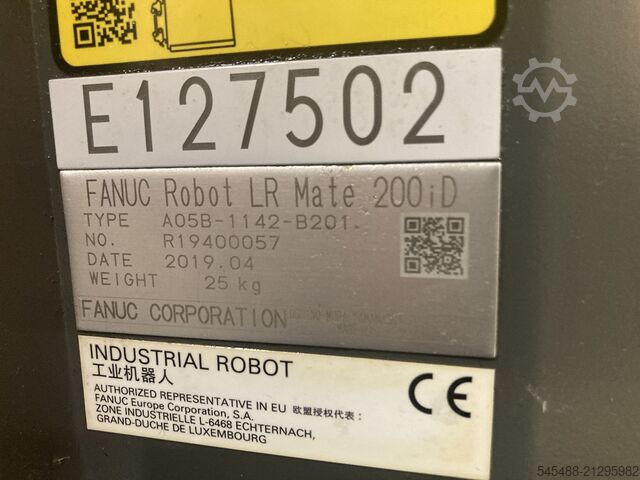 E127502
FANUC Robot LR Mate 200iD
TYPE A05B-1142-B201.
NO. R19400057
DATE 2019.04
WEIGHT 25 kg
FANUC CORPORATION
INDUSTRIAL ROBOT
工业机器人
AUTHORIZED REPRESENTATIVE IN EU 欧盟授权代表：
FANUC Europe Corporation, S.A.
ZONE INDUSTRIELLE L-6468 ECHTERNACH,
GRAND-DUCHE DE LUXEMBOURG
CE
545488-21295982